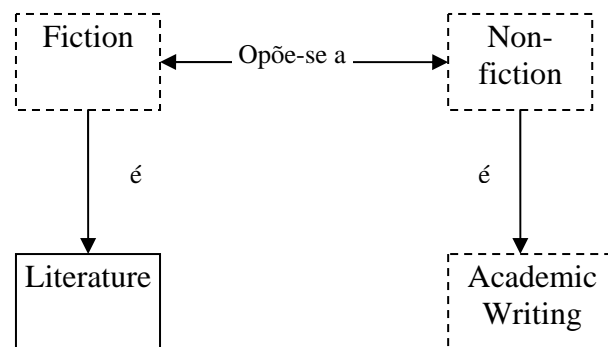 Fiction
Opõe-se a
Non-
fiction
é
é
Literature
Academic
Writing